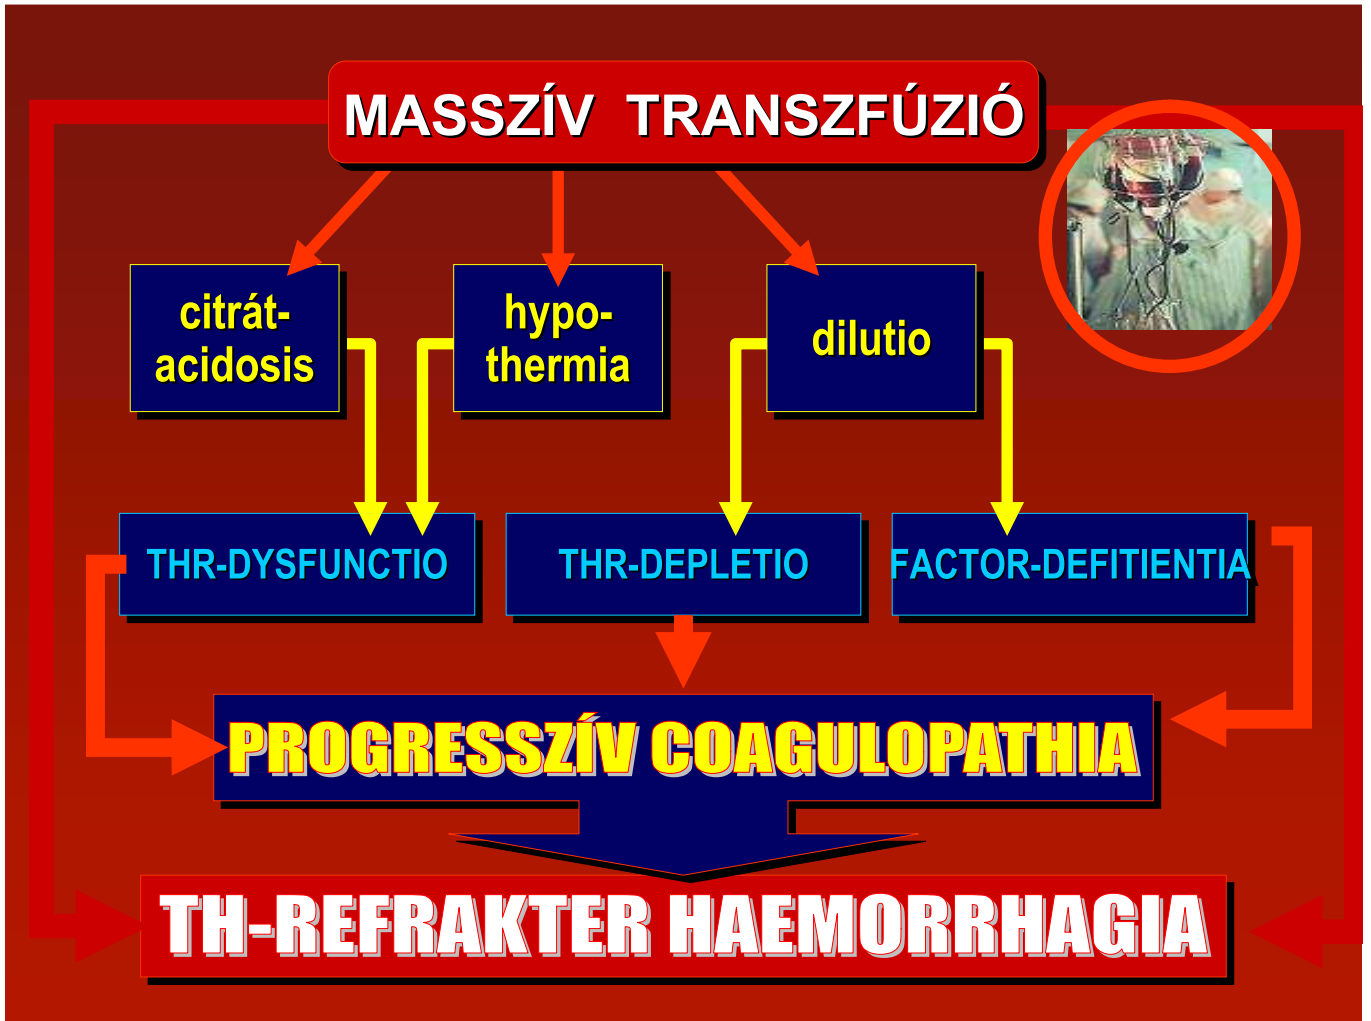 MASSZÍV TRANSZFÚZIÓ
citrát-
acidosis
hypo-
thermia
dilutio
THR-DYSFUNCTIO
THR-DEPLETIO
FACTOR-DEFITIENTIA
PROGRESSZÍV COAGULOPATHIA
TH-REFRAKTER HAEMORRHAGIA